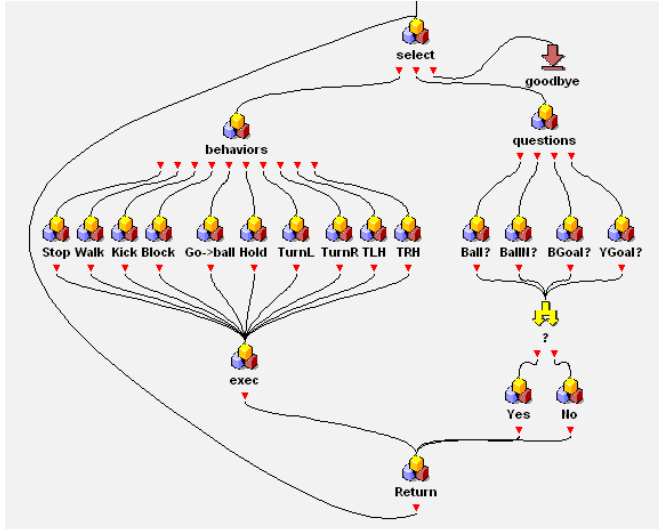 select
goodbye
behaviors
questions
Stop Walk Kick Block Go->ball Hold TurnL TurnR TLH TRH Ball? BallN? BGoal? YGoal?
?
exec
Yes No
Return